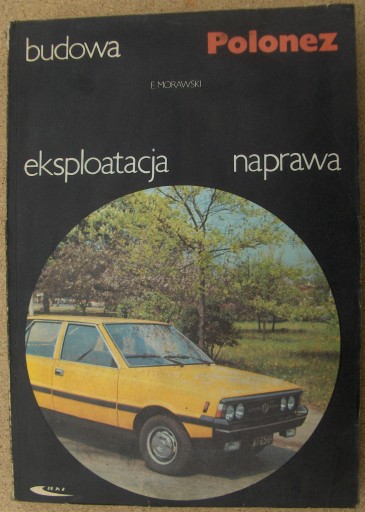 budowa Polonez
E. MORAWSKI
eksploatacja naprawa